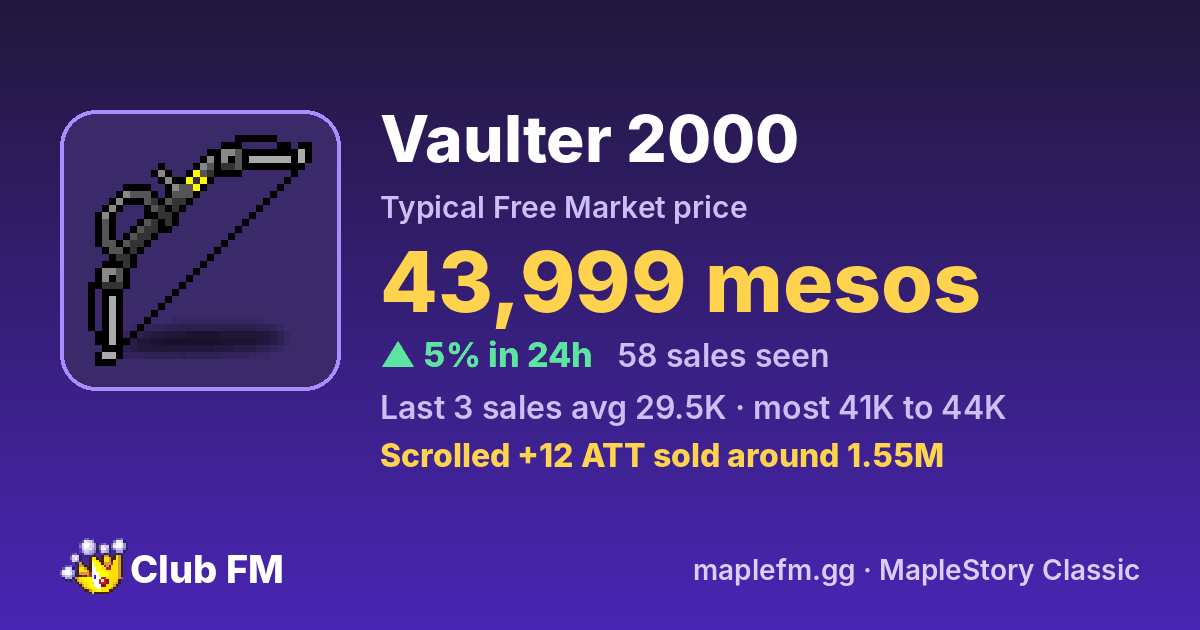 Vaulter 2000
Typical Free Market price
43,999 mesos
▲ 5% in 24h 58 sales seen
Last 3 sales avg 29.5K · most 41K to 44K
Scrolled +12 ATT sold around 1.55M
Club FM
maplefm.gg · MapleStory Classic